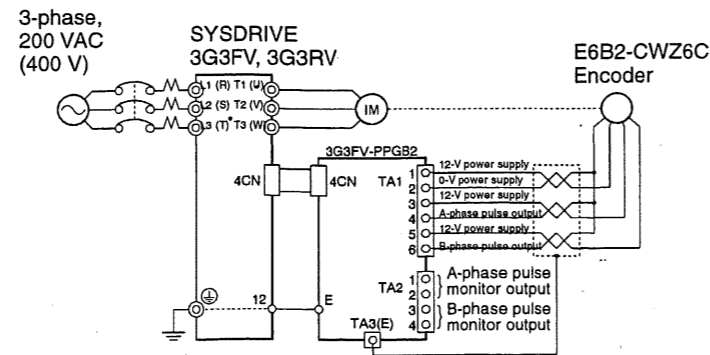 3-phase,
200 VAC
(400 V)
SYSDRIVE
3G3FV, 3G3RV
E6B2-CWZ6C
Encoder
L1 (R) T1 (U)
L2 (S) T2 (V)
L3 (T) T3 (W)
IM
3G3FV-PPGB2
4CN
4CN
TA1
1
2
3
4
5
6
12-V power supply
0-V power supply
12-V power supply
A-phase pulse output
12-V power supply
B-phase pulse output
TA2
1
2
3
4
A-phase pulse
monitor output
B-phase pulse
monitor output
12
E
TA3(E)